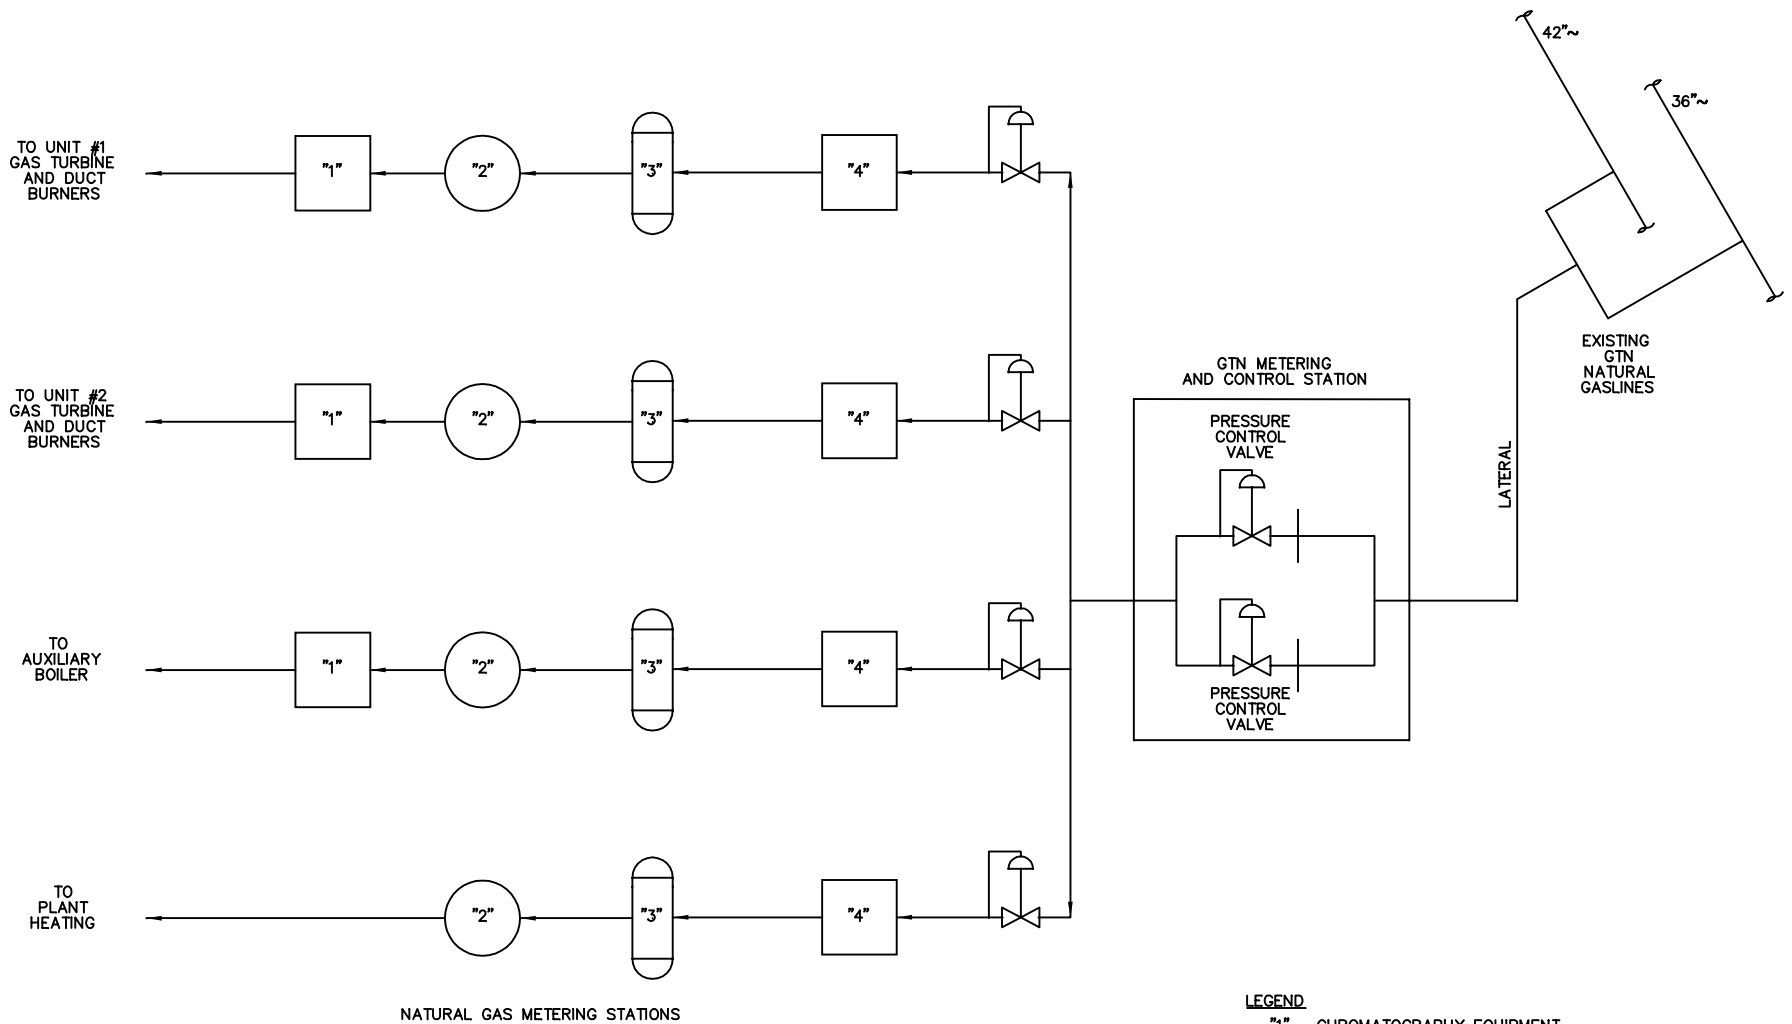 42"~
36"~
TO UNIT #1
GAS TURBINE
AND DUCT
BURNERS
"1"
"2"
"3"
"4"
EXISTING
GTN
NATURAL
GASLINES
GTN METERING
AND CONTROL STATION
TO UNIT #2
GAS TURBINE
AND DUCT
BURNERS
"1"
"2"
"3"
"4"
PRESSURE
CONTROL
VALVE
LATERAL
TO
AUXILIARY
BOILER
"1"
"2"
"3"
"4"
PRESSURE
CONTROL
VALVE
TO
PLANT
HEATING
"2"
"3"
"4"
NATURAL GAS METERING STATIONS
LEGEND
"1" CHROMATOGRAPHY EQUIPMENT